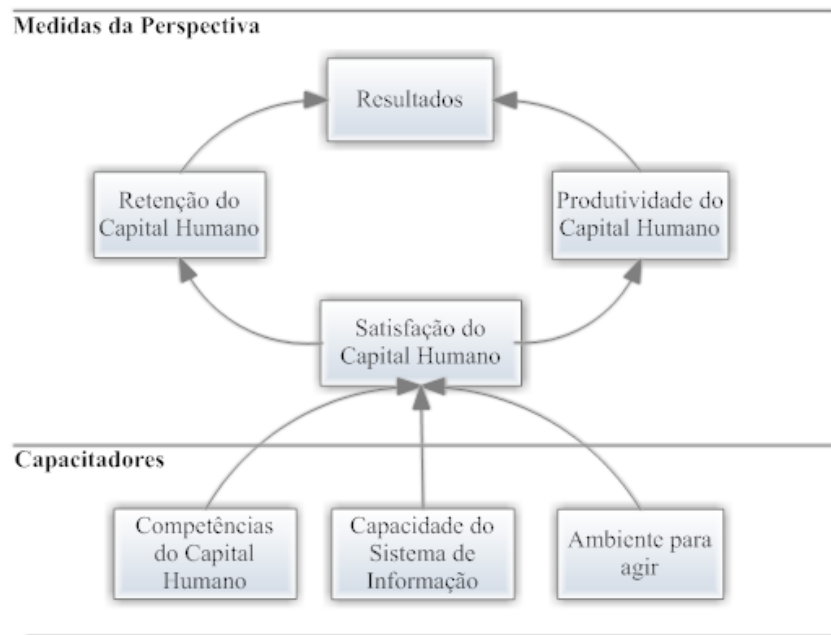 Medidas da Perspectiva
Resultados
Retenção do
Capital Humano
Produtividade do
Capital Humano
Satisfação do
Capital Humano
Capacitadores
Competências
do Capital
Humano
Capacidade do
Sistema de
Informação
Ambiente para
agir